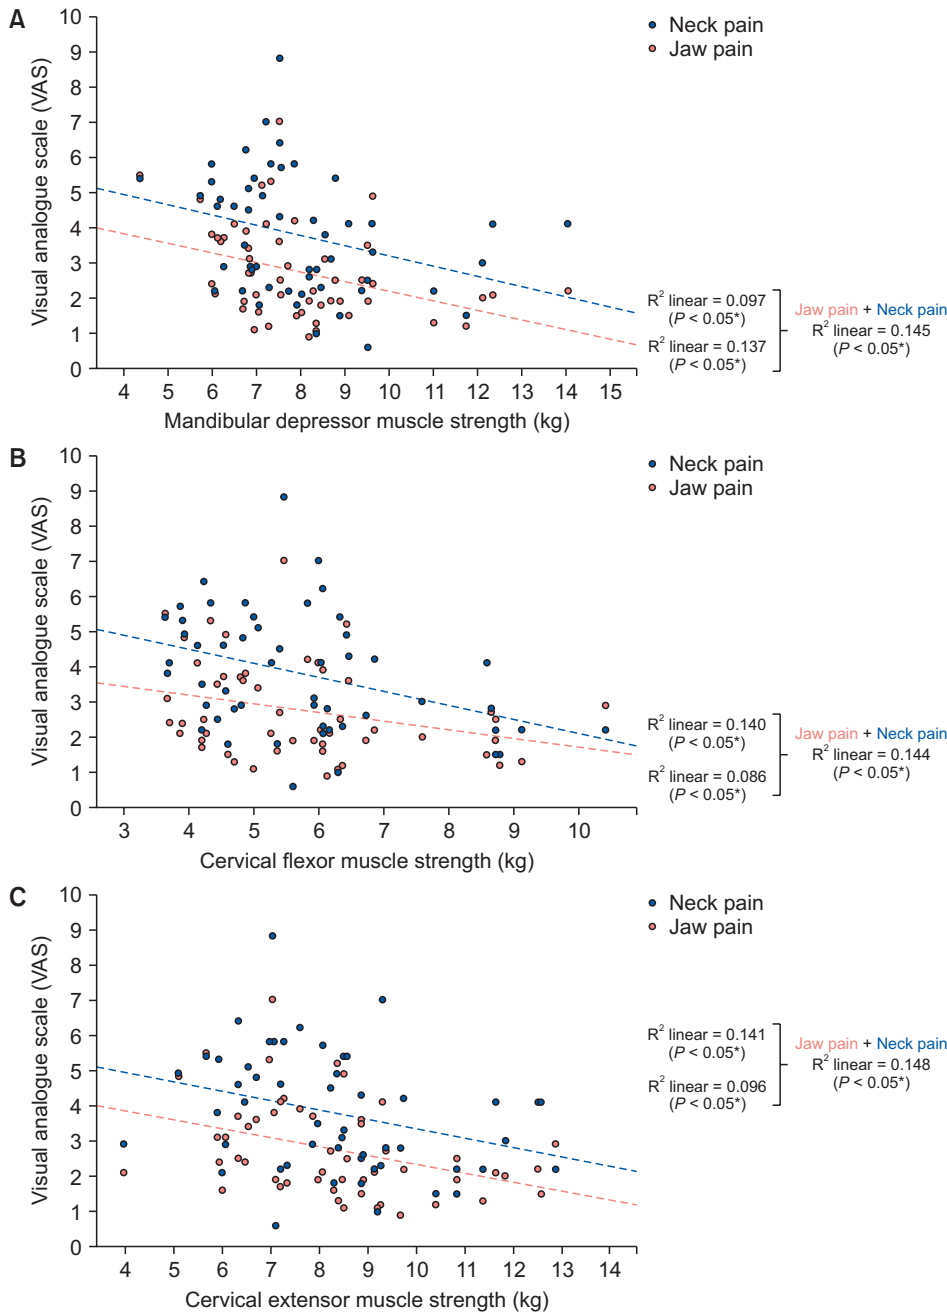 A
Neck pain
Jaw pain
Visual analogue scale (VAS)
10
9
8
7
6
5
4
3
2
1
0
4 5 6 7 8 9 10 11 12 13 14 15
Mandibular depressor muscle strength (kg)
R² linear = 0.097
(P < 0.05*)
R² linear = 0.137
(P < 0.05*)
Jaw pain + Neck pain
R² linear = 0.145
(P < 0.05*)
B
Neck pain
Jaw pain
Visual analogue scale (VAS)
10
9
8
7
6
5
4
3
2
1
0
3 4 5 6 7 8 9 10
Cervical flexor muscle strength (kg)
R² linear = 0.140
(P < 0.05*)
R² linear = 0.086
(P < 0.05*)
Jaw pain + Neck pain
R² linear = 0.144
(P < 0.05*)
C
Neck pain
Jaw pain
Visual analogue scale (VAS)
10
9
8
7
6
5
4
3
2
1
0
4 5 6 7 8 9 10 11 12 13 14
Cervical extensor muscle strength (kg)
R² linear = 0.141
(P < 0.05*)
R² linear = 0.096
(P < 0.05*)
Jaw pain + Neck pain
R² linear = 0.148
(P < 0.05*)